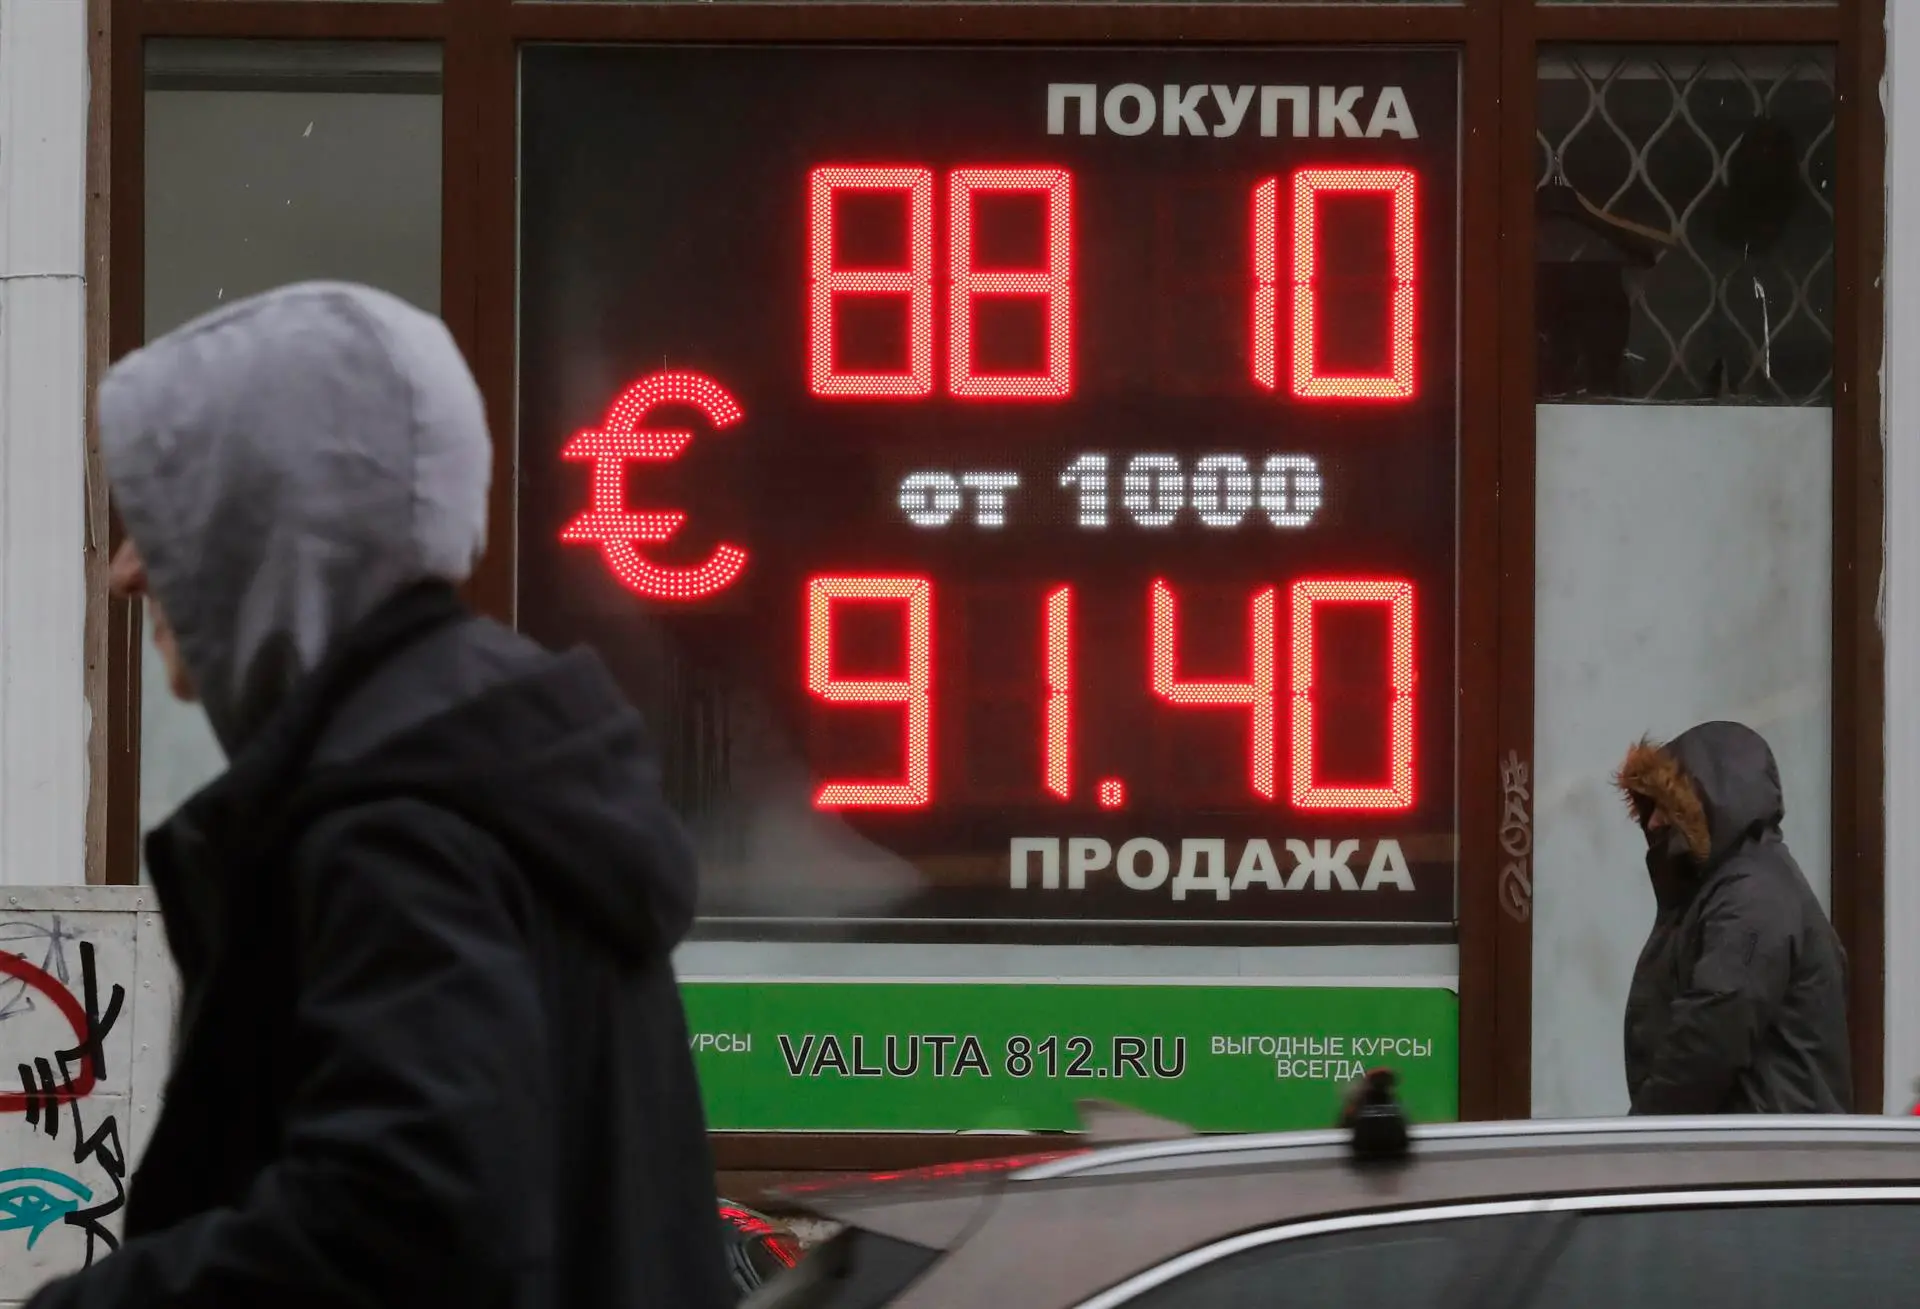 ПОКУПКА
88 10
€
от 1000
91.40
ПРОДАЖА
УРСЫ
VALUTA 812.RU
ВЫГОДНЫЕ КУРСЫ
ВСЕГДА